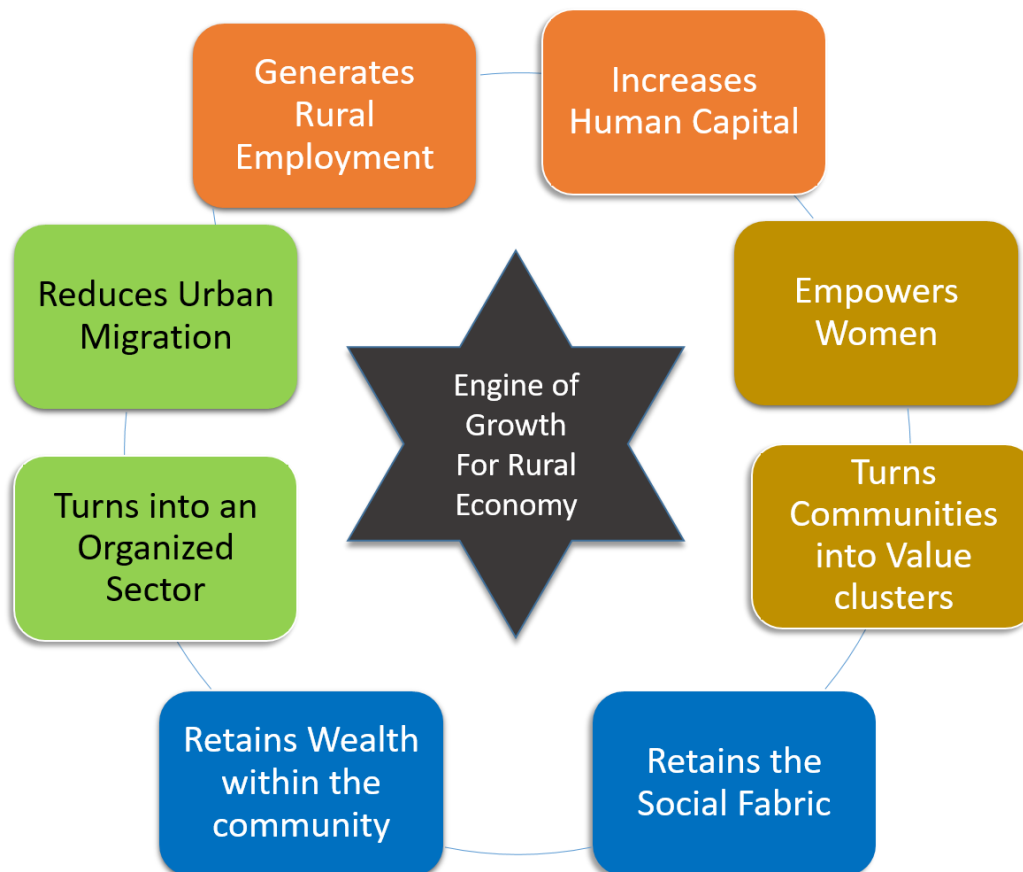 Generates
Rural
Employment
Increases
Human Capital
Reduces Urban
Migration
Empowers
Women
Engine of
Growth
For Rural
Economy
Turns into an
Organized
Sector
Turns
Communities
into Value
clusters
Retains Wealth
within the
community
Retains the
Social Fabric